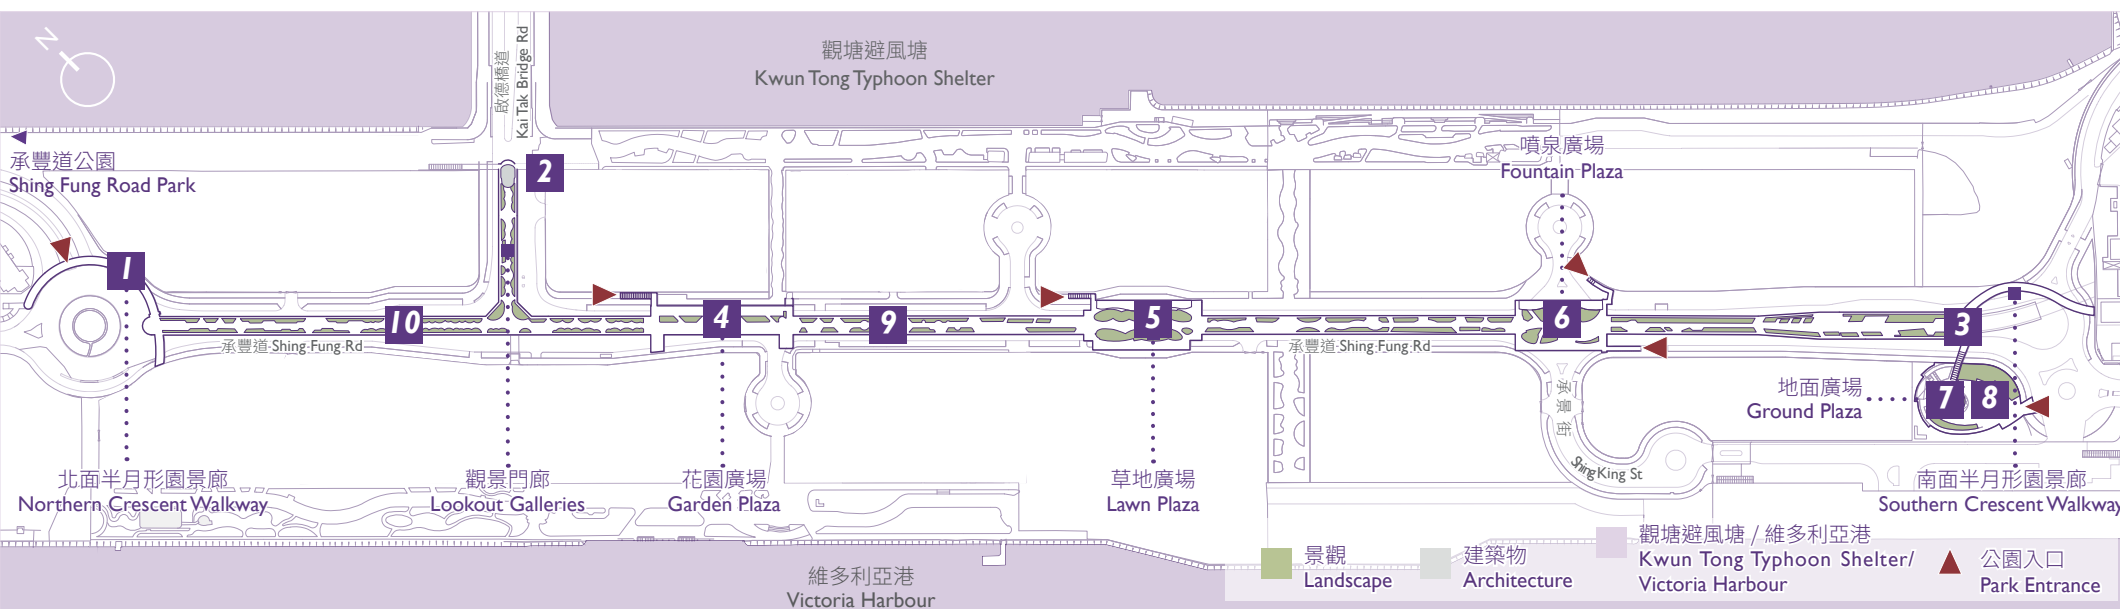 N
觀塘避風塘
Kwun Tong Typhoon Shelter
啟德橋道
Kai Tak Bridge Rd
承豐道公園
Shing Fung Road Park
噴泉廣場
Fountain Plaza
1
2
10
4
9
5
6
3
7
8
承豐道 Shing Fung Rd
承豐道 Shing Fung Rd
承景街
Shing King St
地面廣場
Ground Plaza
北面半月形園景廊
Northern Crescent Walkway
觀景門廊
Lookout Galleries
花園廣場
Garden Plaza
草地廣場
Lawn Plaza
南面半月形園景廊
Southern Crescent Walkway
維多利亞港
Victoria Harbour
景觀
Landscape
建築物
Architecture
觀塘避風塘 / 維多利亞港
Kwun Tong Typhoon Shelter/
Victoria Harbour
公園入口
Park Entrance